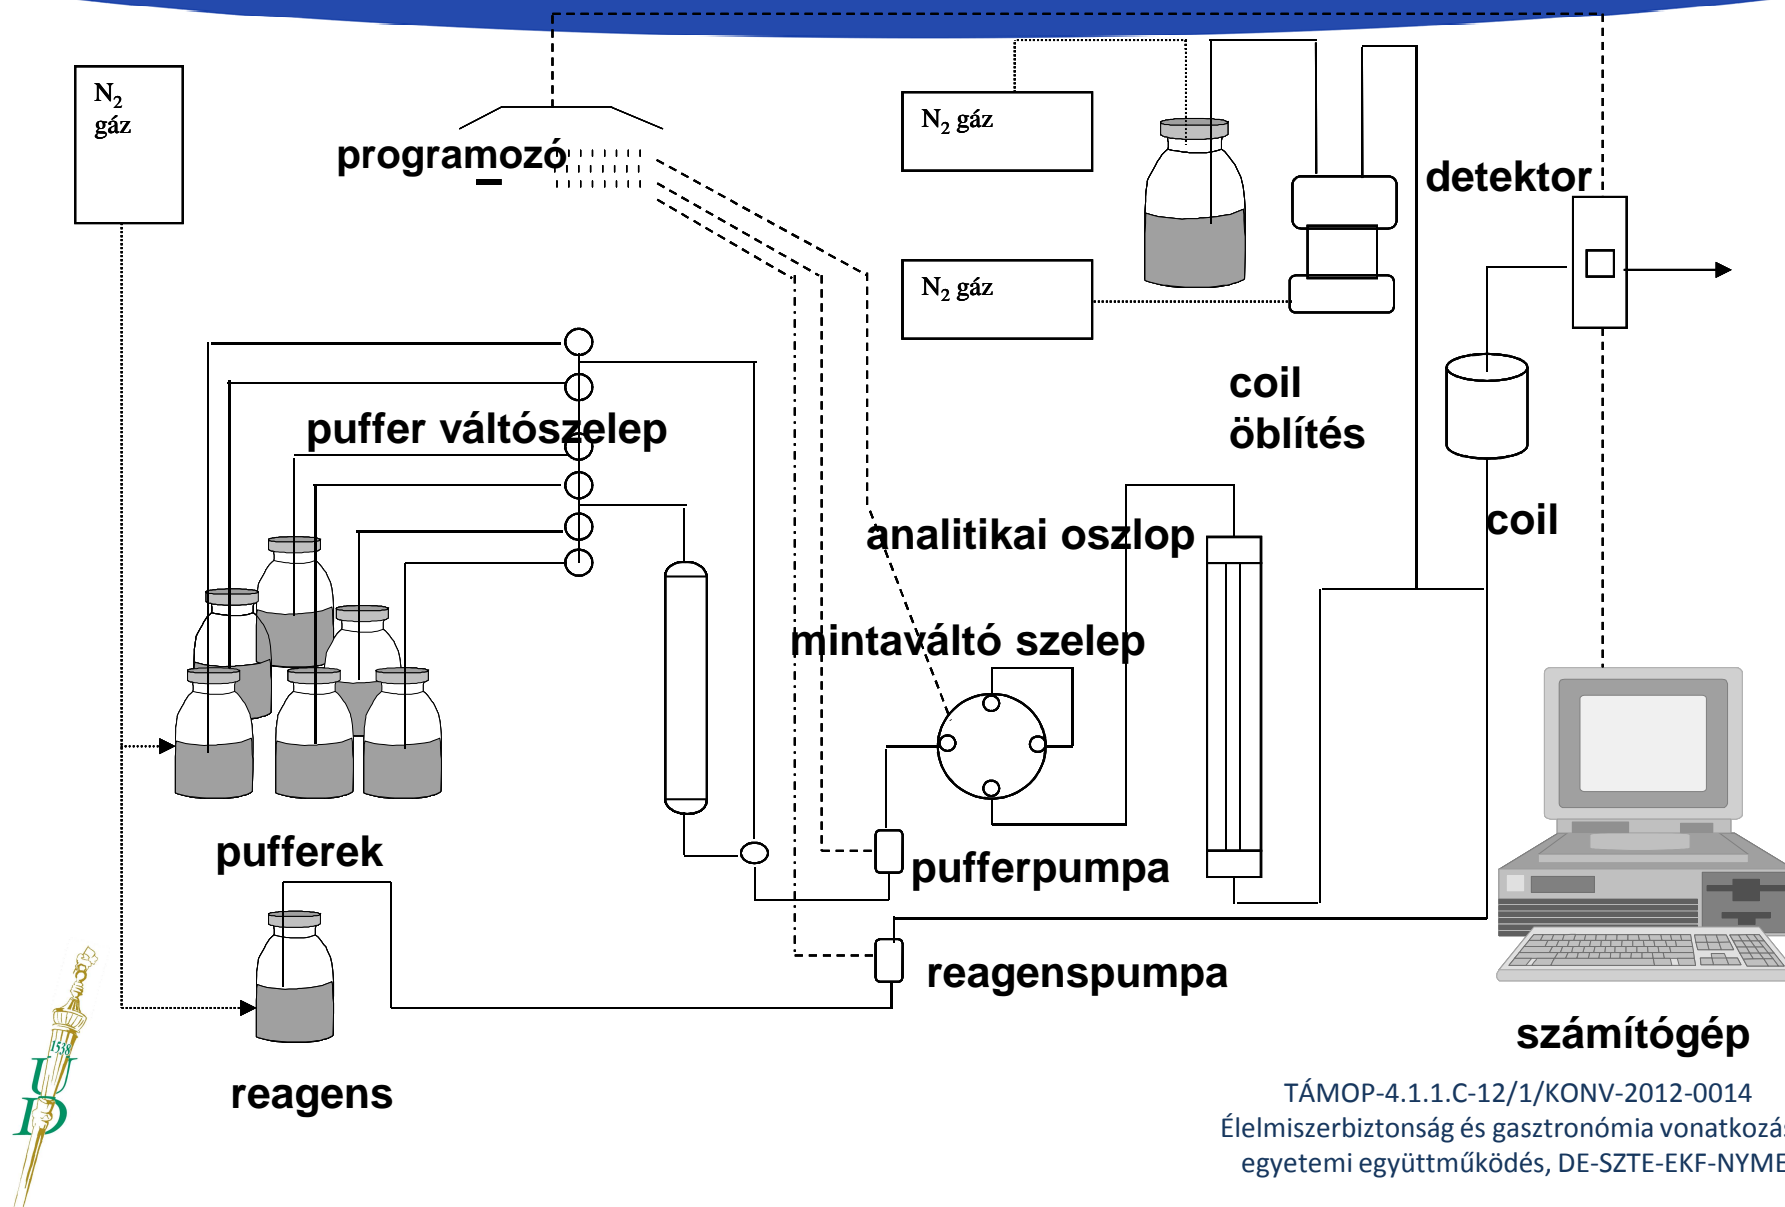 N₂
gáz
programozó
N₂ gáz
detektor
N₂ gáz
coil
öblítés
puffer váltószelep
coil
analitikai oszlop
mintaváltó szelep
pufferek
pufferpumpa
reagenspumpa
számítógép
reagens
1538
U
D
TÁMOP-4.1.1.C-12/1/KONV-2012-0014
Élelmiszerbiztonság és gasztronómia
egyetemi együttműködés, DE-SZTE-EKF-NYME